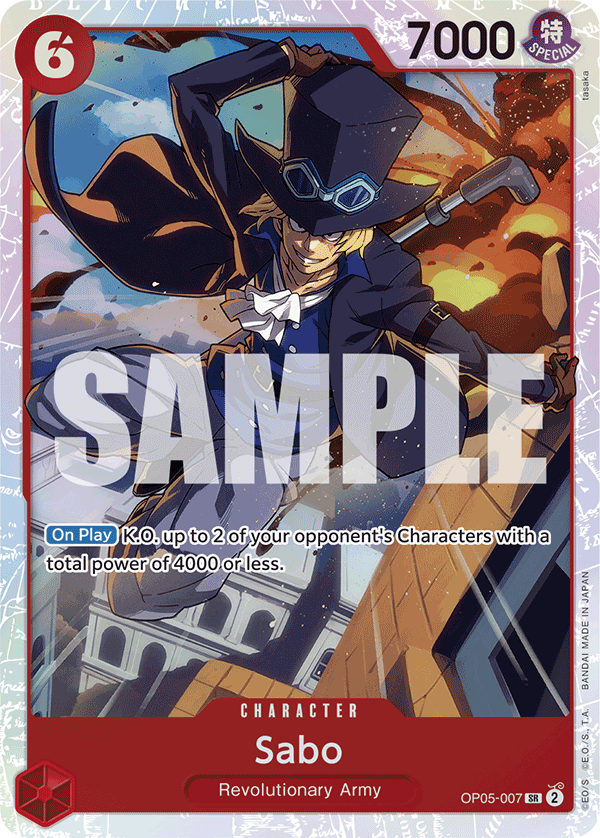 6
7000
特
SPECIAL
tasaka
SAMPLE
On Play K.O. up to 2 of your opponent's Characters with a
total power of 4000 or less.
CHARACTER
Sabo
Revolutionary Army
OP05-007 SR 2
©EO/S ©E.O./S., T.A. BANDAI MADE IN JAPAN